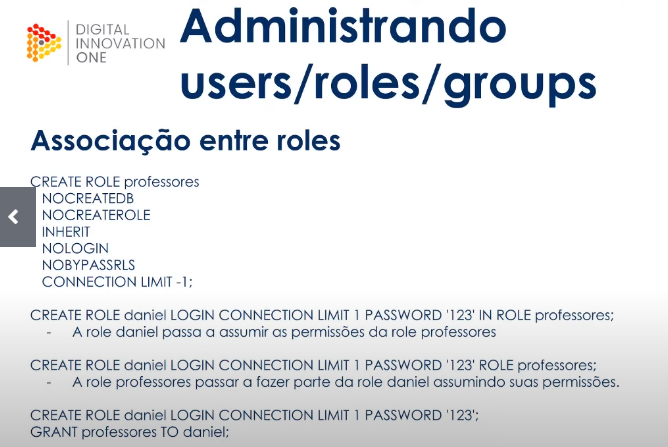 DIGITAL
INNOVATION
ONE
Administrando
users/roles/groups
Associação entre roles
CREATE ROLE professores
NOCREATEDB
NOCREATEROLE
INHERIT
NOLOGIN
NOBYPASSRLS
CONNECTION LIMIT -1;
CREATE ROLE daniel LOGIN CONNECTION LIMIT 1 PASSWORD '123' IN ROLE professores;
- A role daniel passa a assumir as permissões da role professores
CREATE ROLE daniel LOGIN CONNECTION LIMIT 1 PASSWORD '123' ROLE professores;
- A role professores passar a fazer parte da role daniel assumindo suas permissões.
CREATE ROLE daniel LOGIN CONNECTION LIMIT 1 PASSWORD '123';
GRANT professores TO daniel;